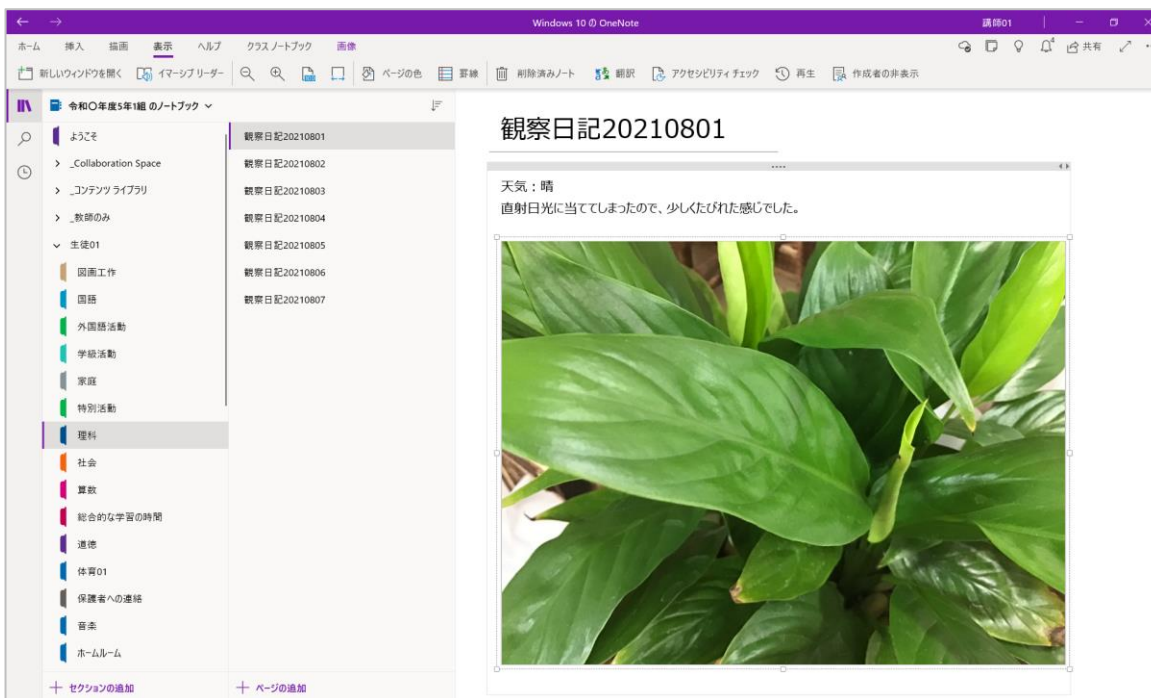 Windows 10 の OneNote
講師01
ホーム 挿入 描画 表示 ヘルプ クラス ノートブック 画像
4
共有
新しいウィンドウを開く イマーシブ リーダー ページの色 罫線 削除済みノート 翻訳 アクセシビリティ チェック 再生 作成者の非表示
令和〇年度5年1組 のノートブック
ようこそ
_Collaboration Space
_コンテンツ ライブラリ
_教師のみ
生徒01
図画工作
国語
外国語活動
学級活動
家庭
特別活動
理科
社会
算数
総合的な学習の時間
道徳
体育01
保護者への連絡
音楽
ホームルーム
セクションの追加
観察日記20210801
観察日記20210802
観察日記20210803
観察日記20210804
観察日記20210805
観察日記20210806
観察日記20210807
ページの追加
観察日記20210801
天気：晴
直射日光に当ててしまったので、少しくたびれた感じでした。